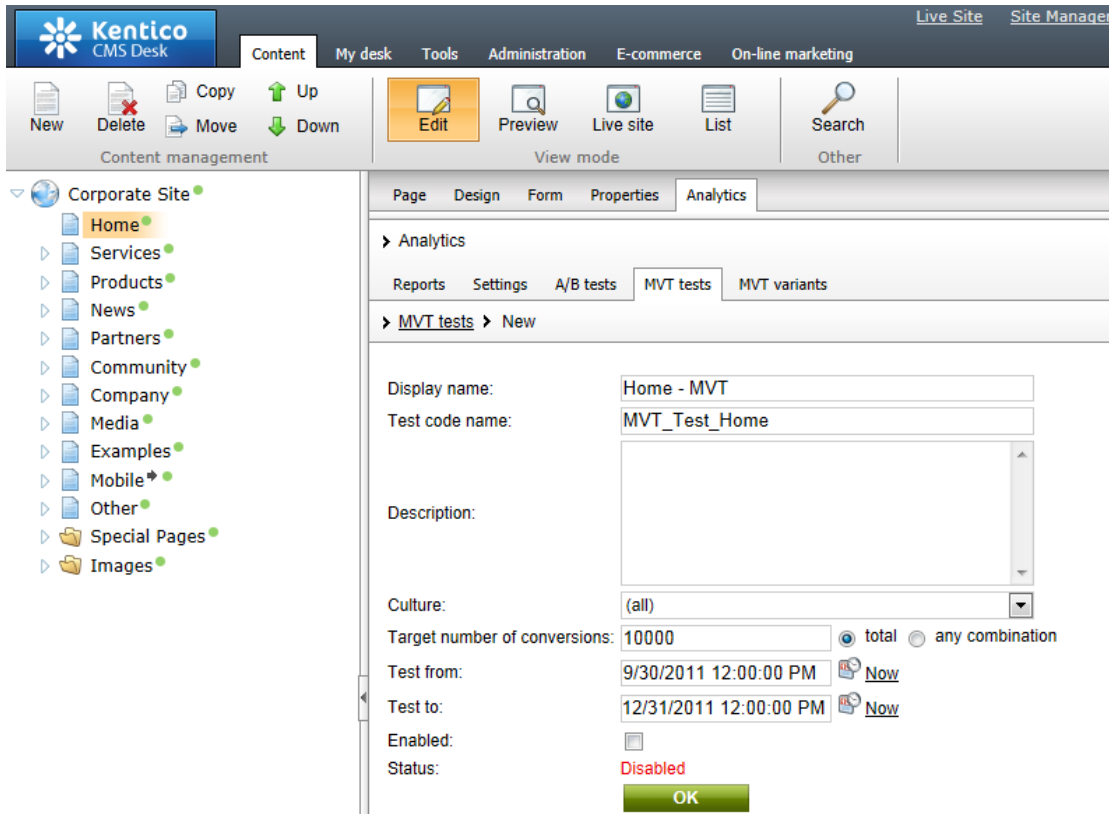 Live Site Site Manager
Kentico
CMS Desk
Content My desk Tools Administration E-commerce On-line marketing
New Delete Copy Move Up Down
Content management
Edit Preview Live site List
View mode
Search
Other
Corporate Site
Home
Services
Products
News
Partners
Community
Company
Media
Examples
Mobile
Other
Special Pages
Images
Page Design Form Properties Analytics
Analytics
Reports Settings A/B tests MVT tests MVT variants
MVT tests New
Display name: Home - MVT
Test code name: MVT_Test_Home
Description:
Culture: (all)
Target number of conversions: 10000 total any combination
Test from: 9/30/2011 12:00:00 PM Now
Test to: 12/31/2011 12:00:00 PM Now
Enabled:
Status: Disabled
OK